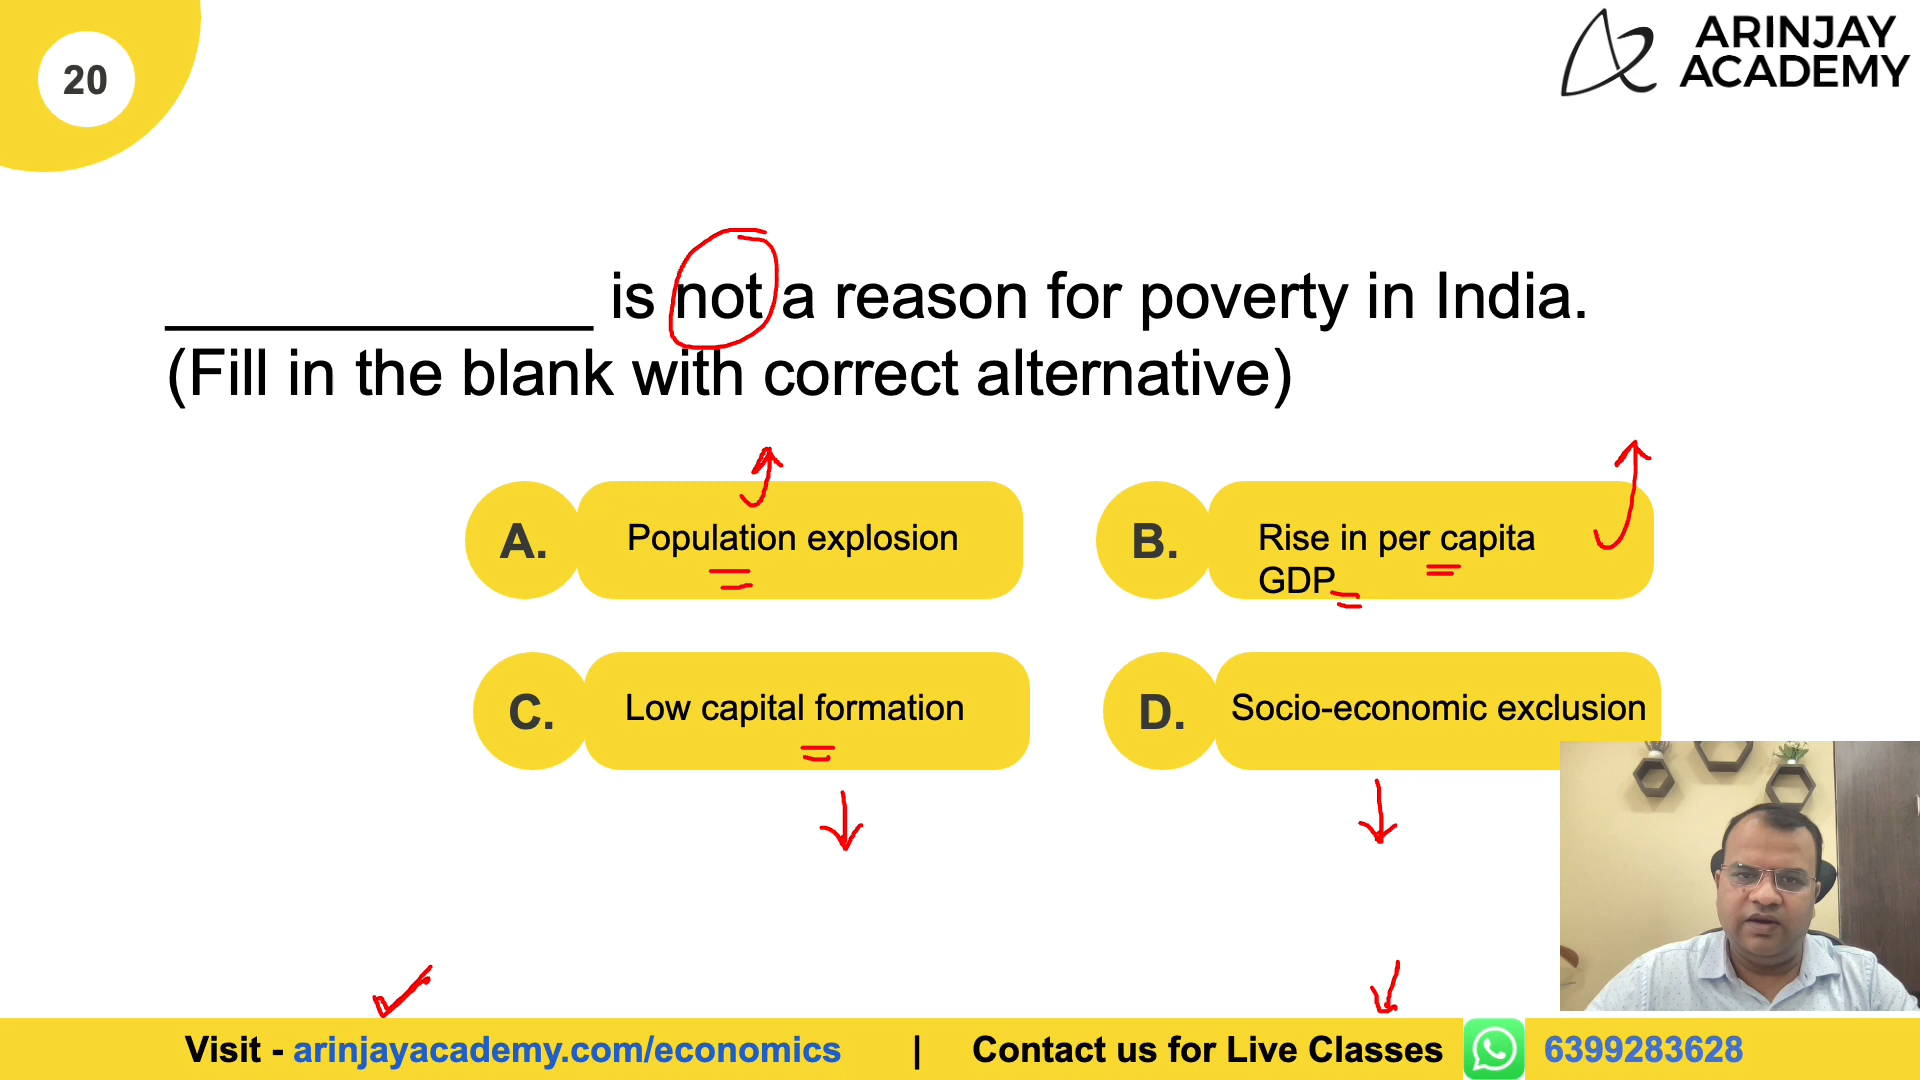 20
ARINJAY
ACADEMY
____________ is not a reason for poverty in India.
(Fill in the blank with correct alternative)
A. Population explosion
B. Rise in per capita
GDP
C. Low capital formation
D. Socio-economic exclusion
Visit - arinjayacademy.com/economics | Contact us for Live Classes 6399283628